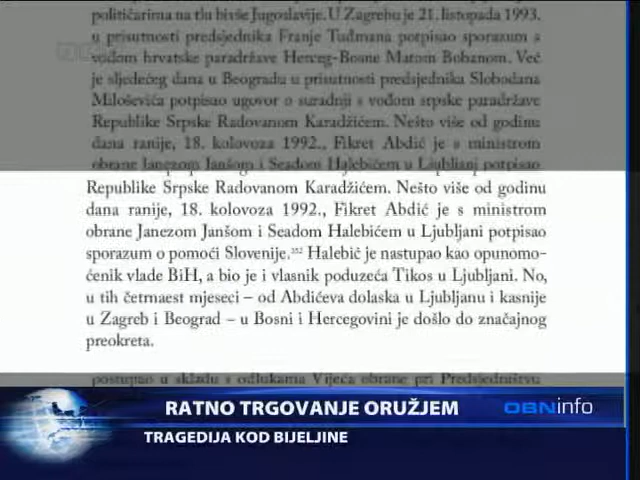 političarima na tlu bivše Jugoslavije. U Zagrebu je 21. listopada 1993.
u prisutnosti predsjednika Franje Tuđmana potpisao sporazum s
vođom hrvatske paradržave Herceg-Bosne Matom Bobanom. Već
je sljedećeg dana u Beogradu u prisutnosti predsjednika Slobodana
Miloševića potpisao ugovor o suradnji s vođom srpske paradržave
Republike Srpske Radovanom Karadžićem. Nešto više od godinu
dana ranije, 18. kolovoza 1992., Fikret Abdić je s ministrom
obrane Janezom Janšom i Seadom Halebićem u Ljubljani potpisao
Republike Srpske Radovanom Karadžićem. Nešto više od godinu
dana ranije, 18. kolovoza 1992., Fikret Abdić je s ministrom
obrane Janezom Janšom i Seadom Halebićem u Ljubljani potpisao
sporazum o pomoći Slovenije.³⁵² Halebić je nastupao kao opunomo-
ćenik vlade BiH, a bio je i vlasnik poduzeća Tikos u Ljubljani. No,
u tih četrnaest mjeseci – od Abdićeva dolaska u Ljubljanu i kasnije
u Zagreb i Beograd – u Bosni i Hercegovini je došlo do značajnog
preokreta.
postupao u skladu s odlukama Vijeća obrane pri Predsjedništvu
RATNO TRGOVANJE ORUŽJEM
OBNinfo
TRAGEDIJA KOD BIJELJINE